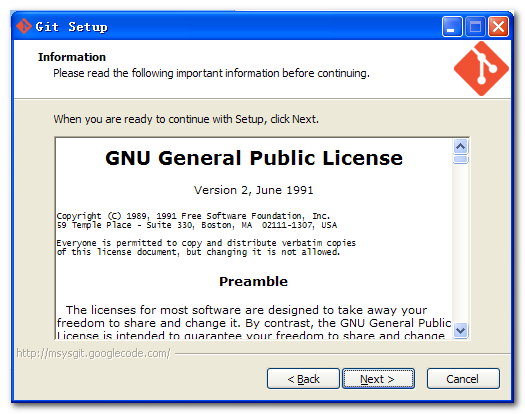 Git Setup
Information
Please read the following important information before continuing.
When you are ready to continue with Setup, click Next.
GNU General Public License
Version 2, June 1991
Copyright (C) 1989, 1991 Free Software Foundation, Inc.
59 Temple Place - Suite 330, Boston, MA  02111-1307, USA
Everyone is permitted to copy and distribute verbatim copies
of this license document, but changing it is not allowed.
Preamble
The licenses for most software are designed to take away your
freedom to share and change it. By contrast, the GNU General Public
License is intended to guarantee your freedom to share and change
http://msysgit.googlecode.com/
< Back
Next >
Cancel